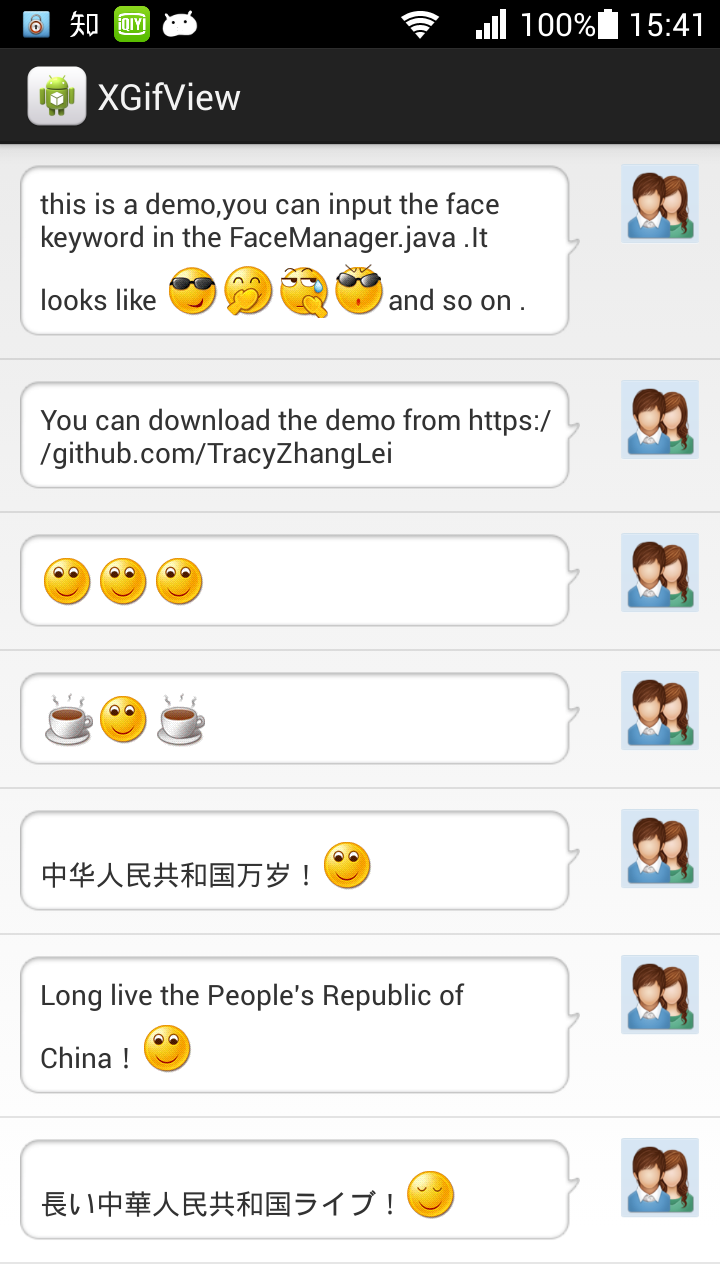 知 iQIYI 100% 15:41
XGifView
this is a demo,you can input the face
keyword in the FaceManager.java .It
looks like and so on .
You can download the demo from https:/
/github.com/TracyZhangLei
中华人民共和国万岁！
Long live the People's Republic of
China！
長い中華人民共和国ライブ！